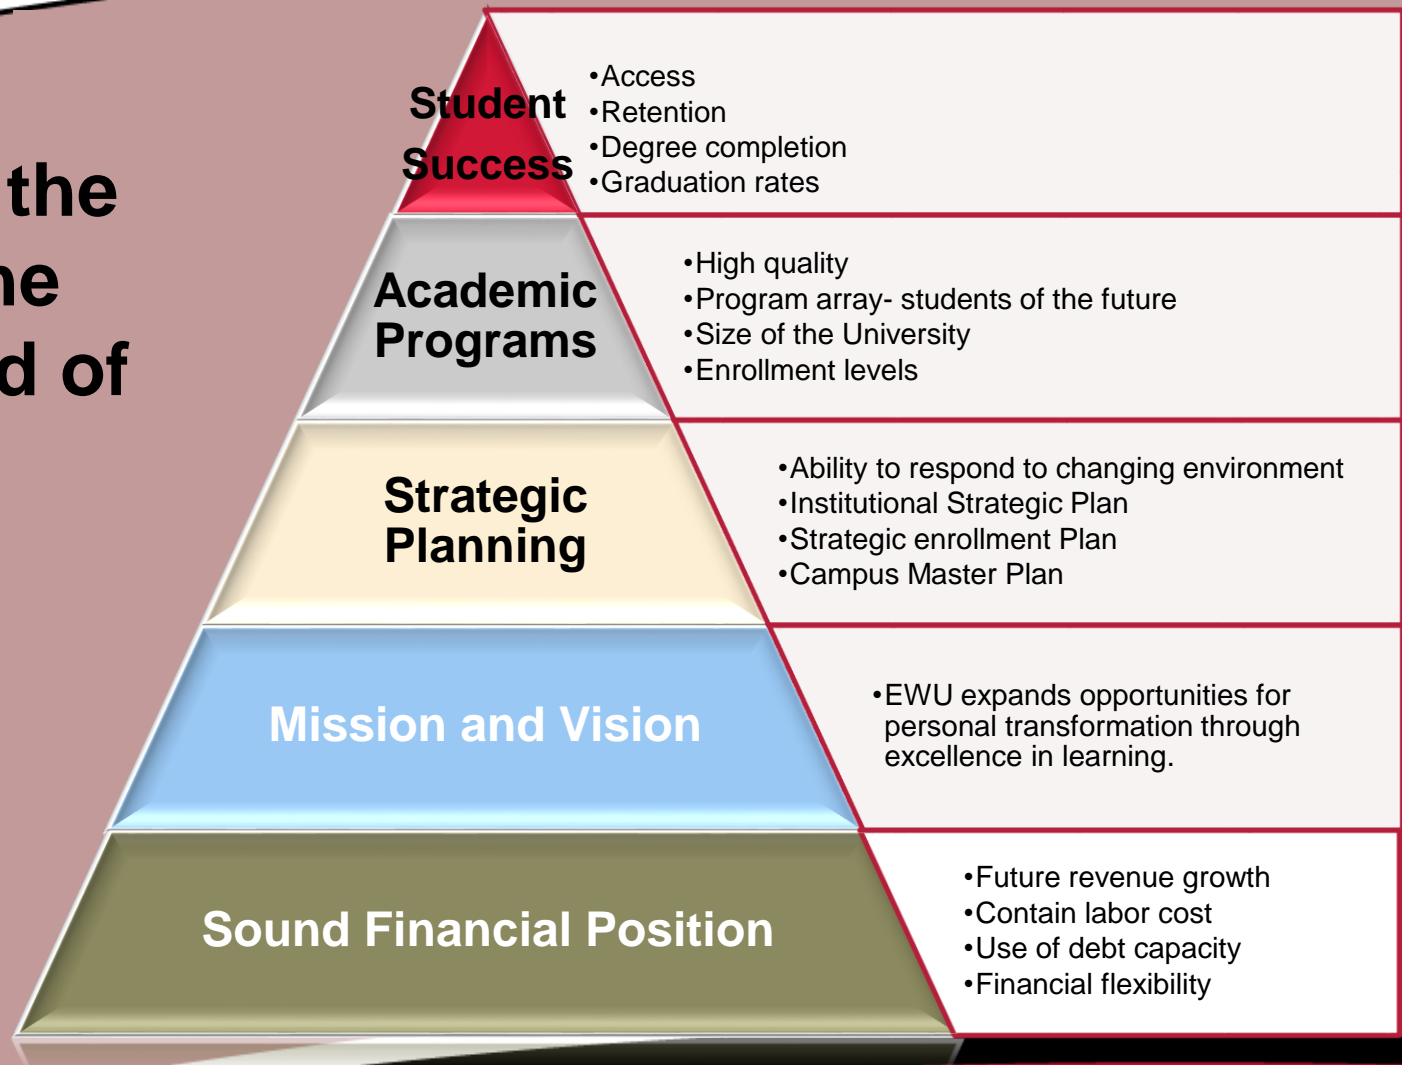 the
d of
Student
Success
•Access
•Retention
•Degree completion
•Graduation rates
Academic
Programs
•High quality
•Program array- students of the future
•Size of the University
•Enrollment levels
Strategic
Planning
•Ability to respond to changing environment
•Institutional Strategic Plan
•Strategic enrollment Plan
•Campus Master Plan
Mission and Vision
•EWU expands opportunities for
personal transformation through
excellence in learning.
Sound Financial Position
•Future revenue growth
•Contain labor cost
•Use of debt capacity
•Financial flexibility